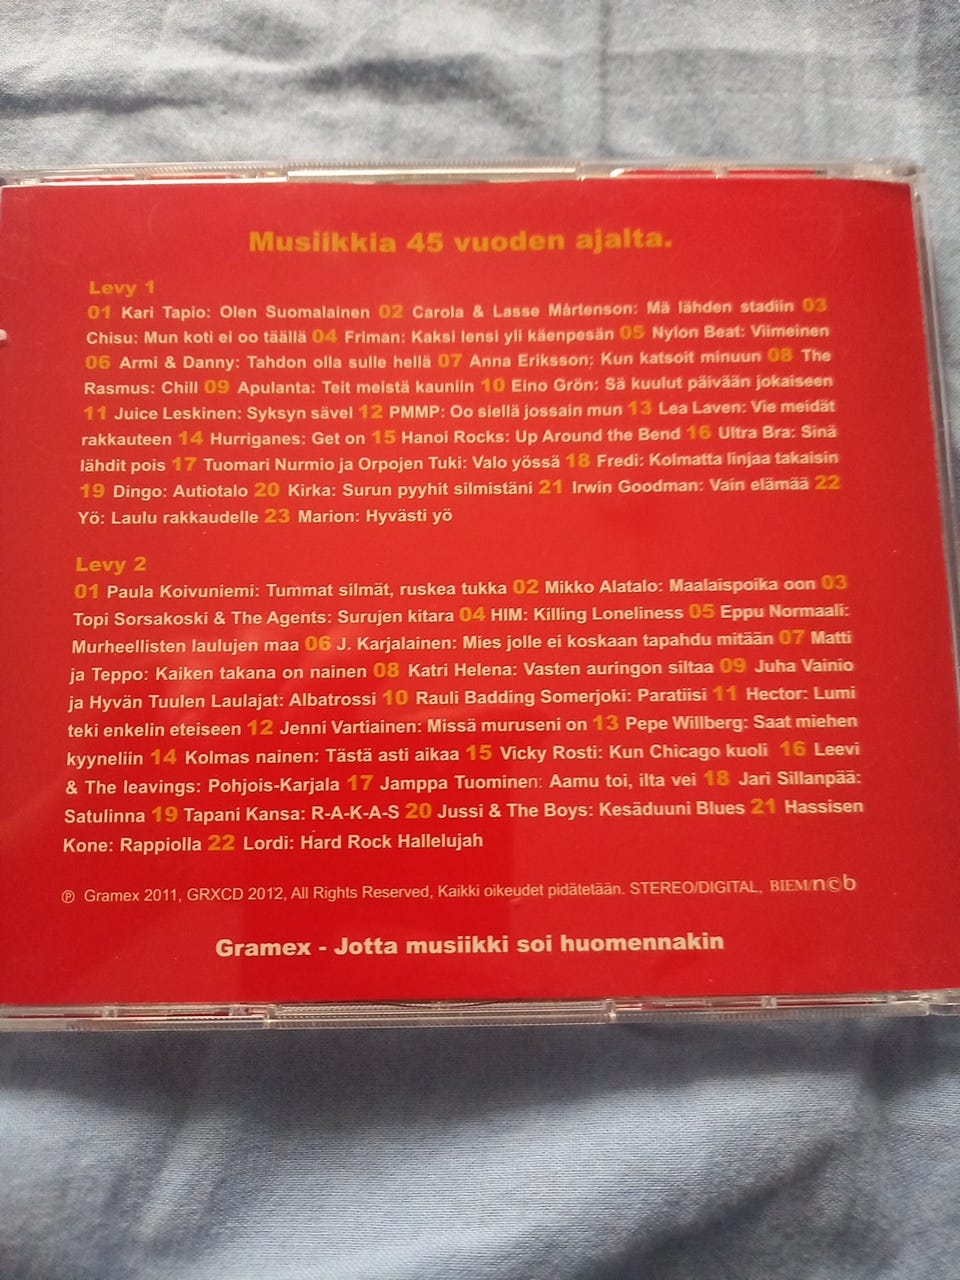 Musiikkia 45 vuoden ajalta.
Levy 1
01 Kari Tapio: Olen Suomalainen 02 Carola & Lasse Mårtenson: Mä lähden stadiin 03
Chisu: Mun koti ei oo täällä 04 Friman: Kaksi lensi yli käenpesän 05 Nylon Beat: Viimeinen
06 Armi & Danny: Tahdon olla sulle hellä 07 Anna Eriksson: Kun katsoit minuun 08 The
Rasmus: Chill 09 Apulanta: Teit meistä kauniin 10 Eino Grön: Sä kuulut päivään jokaiseen
11 Juice Leskinen: Syksyn sävel 12 PMMP: Oo siellä jossain mun 13 Lea Laven: Vie meidät
rakkauteen 14 Hurriganes: Get on 15 Hanoi Rocks: Up Around the Bend 16 Ultra Bra: Sinä
lähdit pois 17 Tuomari Nurmio ja Orpojen Tuki: Valo yössä 18 Fredi: Kolmatta linjaa takaisin
19 Dingo: Autiotalo 20 Kirka: Surun pyyhit silmistäni 21 Irwin Goodman: Vain elämää 22
Yö: Laulu rakkaudelle 23 Marion: Hyvästi yö
Levy 2
01 Paula Koivuniemi: Tummat silmät, ruskea tukka 02 Mikko Alatalo: Maalaispoika oon 03
Topi Sorsakoski & The Agents: Surujen kitara 04 HIM: Killing Loneliness 05 Eppu Normaali:
Murheellisten laulujen maa 06 J. Karjalainen: Mies jolle ei koskaan tapahdu mitään 07 Matti
ja Teppo: Kaiken takana on nainen 08 Katri Helena: Vasten auringon siltaa 09 Juha Vainio
ja Hyvän Tuulen Laulajat: Albatrossi 10 Rauli Badding Somerjoki: Paratiisi 11 Hector: Lumi
teki enkelin eteiseen 12 Jenni Vartiainen: Missä muruseni on 13 Pepe Willberg: Saat miehen
kyyneliin 14 Kolmas nainen: Tästä asti aikaa 15 Vicky Rosti: Kun Chicago kuoli 16 Leevi
& The leavings: Pohjois-Karjala 17 Jamppa Tuominen: Aamu toi, ilta vei 18 Jari Sillanpää:
Satulinna 19 Tapani Kansa: R-A-K-A-S 20 Jussi & The Boys: Kesäduuni Blues 21 Hassisen
Kone: Rappiolla 22 Lordi: Hard Rock Hallelujah
℗ Gramex 2011, GRXCD 2012, All Rights Reserved, Kaikki oikeudet pidätetään. STEREO/DIGITAL, BIEM/n©b
Gramex - Jotta musiikki soi huomennakin